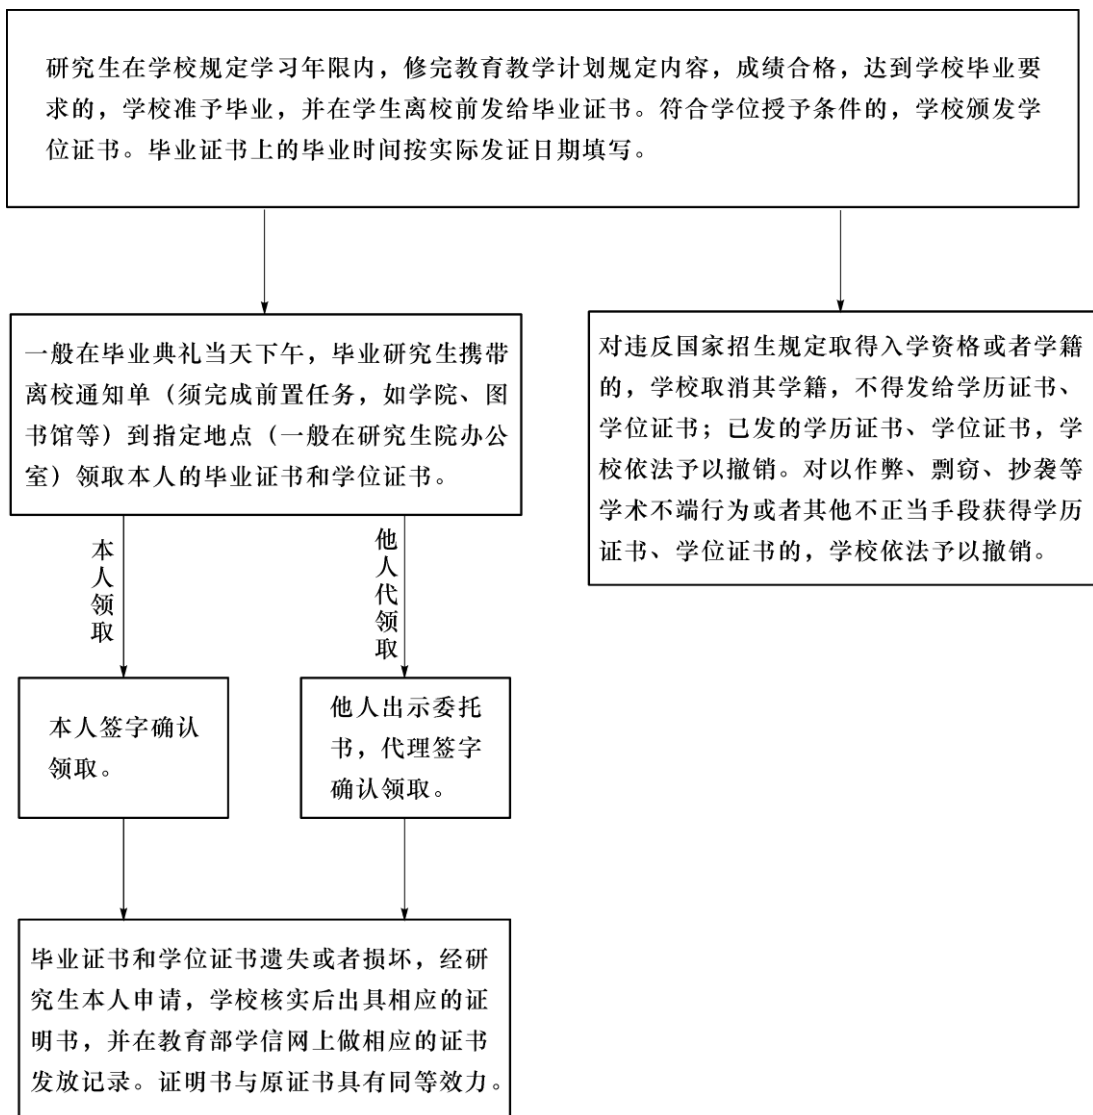 研究生在学校规定学习年限内，修完教育教学计划规定内容，成绩合格，达到学校毕业要
求的，学校准予毕业，并在学生离校前发给毕业证书。符合学位授予条件的，学校颁发学
位证书。毕业证书上的毕业时间按实际发证日期填写。
一般在毕业典礼当天下午，毕业研究生携带
离校通知单（须完成前置任务，如学院、图
书馆等）到指定地点（一般在研究生院办公
室）领取本人的毕业证书和学位证书。
对违反国家招生规定取得入学资格或者学籍
的，学校取消其学籍，不得发给学历证书、
学位证书；已发的学历证书、学位证书，学
校依法予以撤销。对以作弊、剽窃、抄袭等
学术不端行为或者其他不正当手段获得学历
证书、学位证书的，学校依法予以撤销。
本人领取
他人代领取
本人签字确认
领取。
他人出示委托
书，代理签字
确认领取。
毕业证书和学位证书遗失或者损坏，经研
究生本人申请，学校核实后出具相应的证
明书，并在教育部学信网上做相应的证书
发放记录。证明书与原证书具有同等效力。